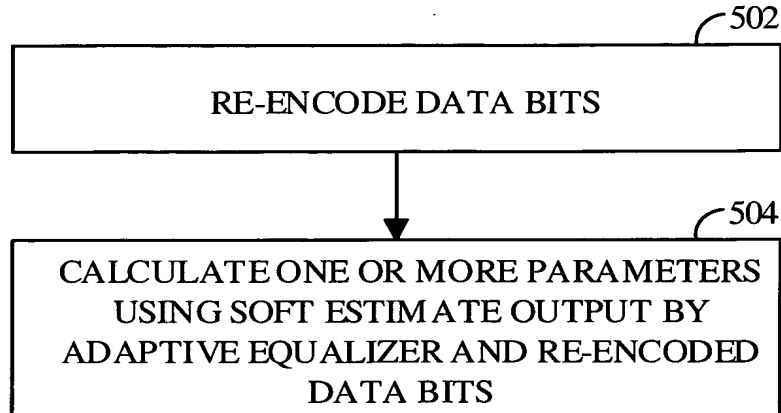 502
RE-ENCODE DATA BITS
504
CALCULATE ONE OR MORE PARAMETERS
USING SOFT ESTIMATE OUTPUT BY
ADAPTIVE EQUALIZER AND RE-ENCODED
DATA BITS